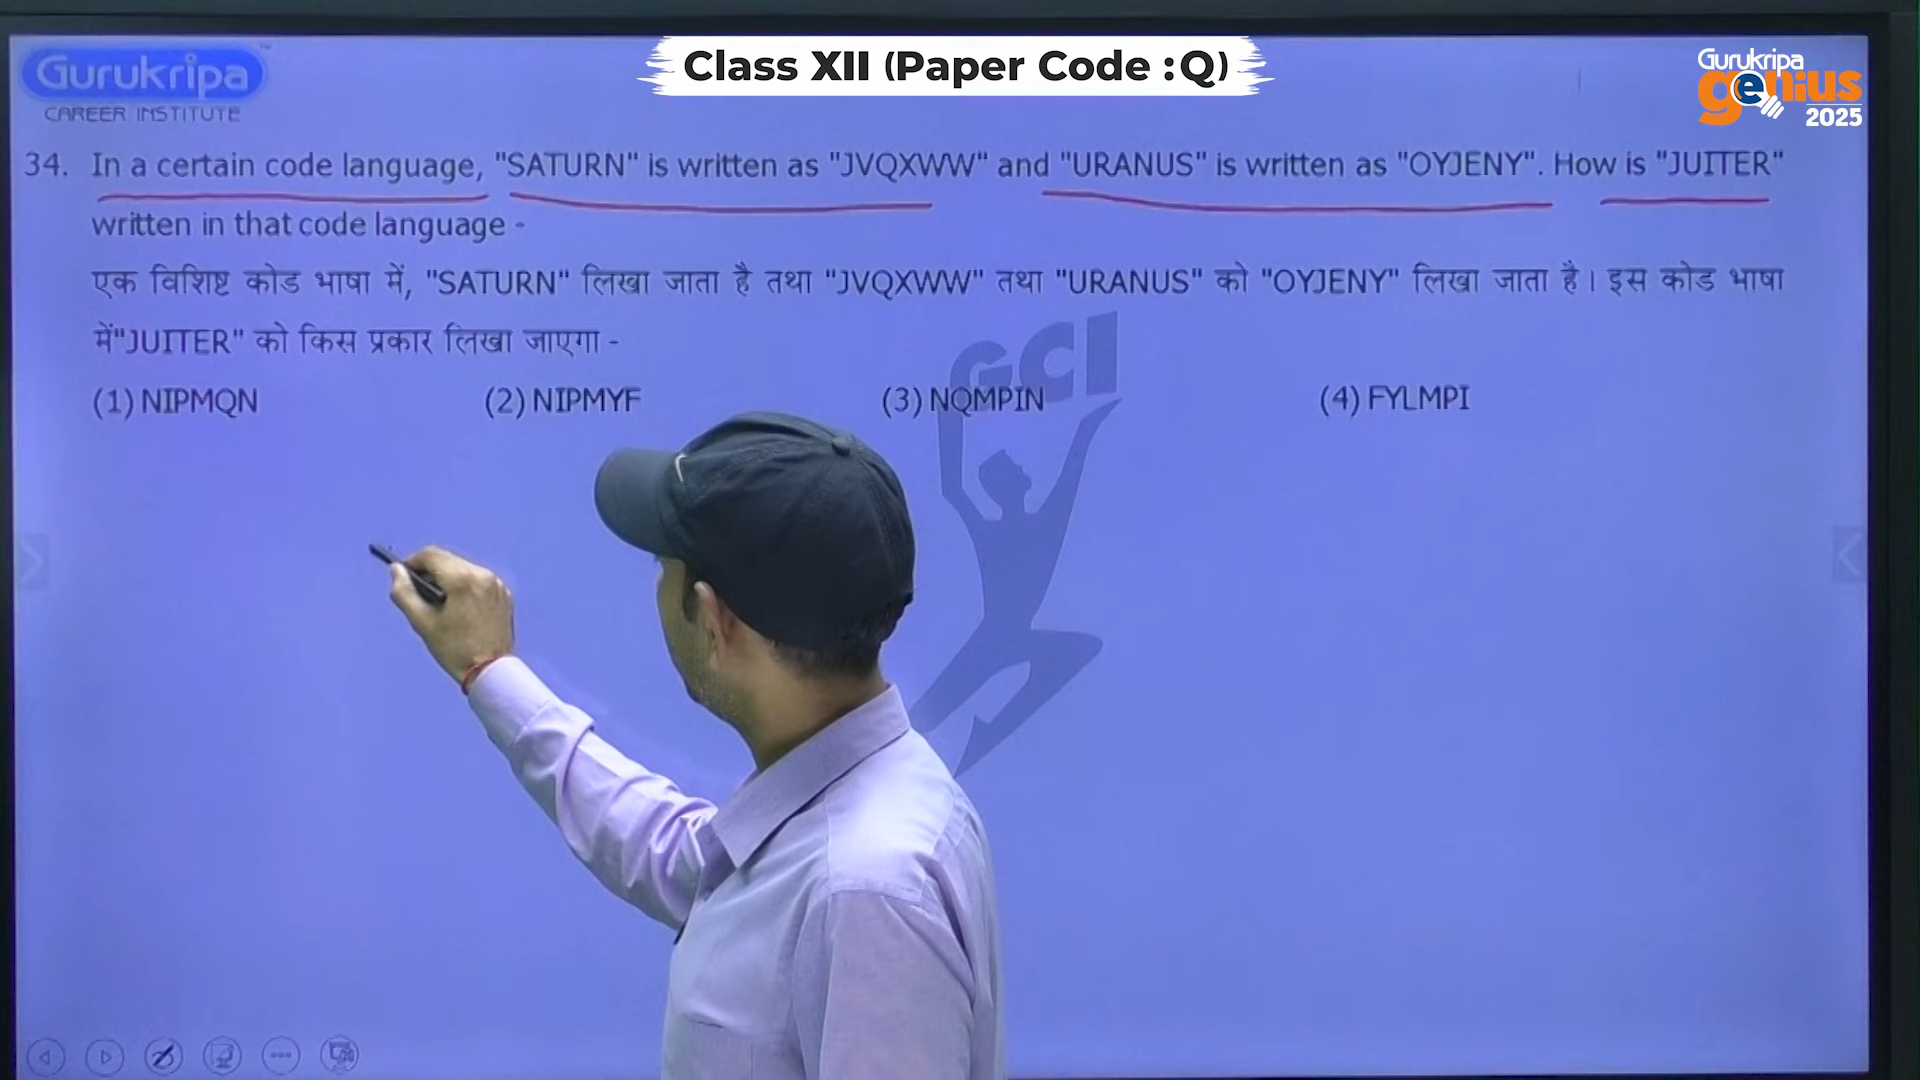 Class XII (Paper Code : Q)
Gurukripa
CAREER INSTITUTE
Gurukripa
genius
2025
34. In a certain code language, "SATURN" is written as "JVQXWW" and "URANUS" is written as "OYJENY". How is "JUITER"
written in that code language -
एक विशिष्ट कोड भाषा में, "SATURN" लिखा जाता है तथा "JVQXWW" तथा "URANUS" को "OYJENY" लिखा जाता है। इस कोड भाषा
में"JUITER" को किस प्रकार लिखा जाएगा -
(1) NIPMQN (2) NIPMYF (3) NQMPIN (4) FYLMPI
GCI